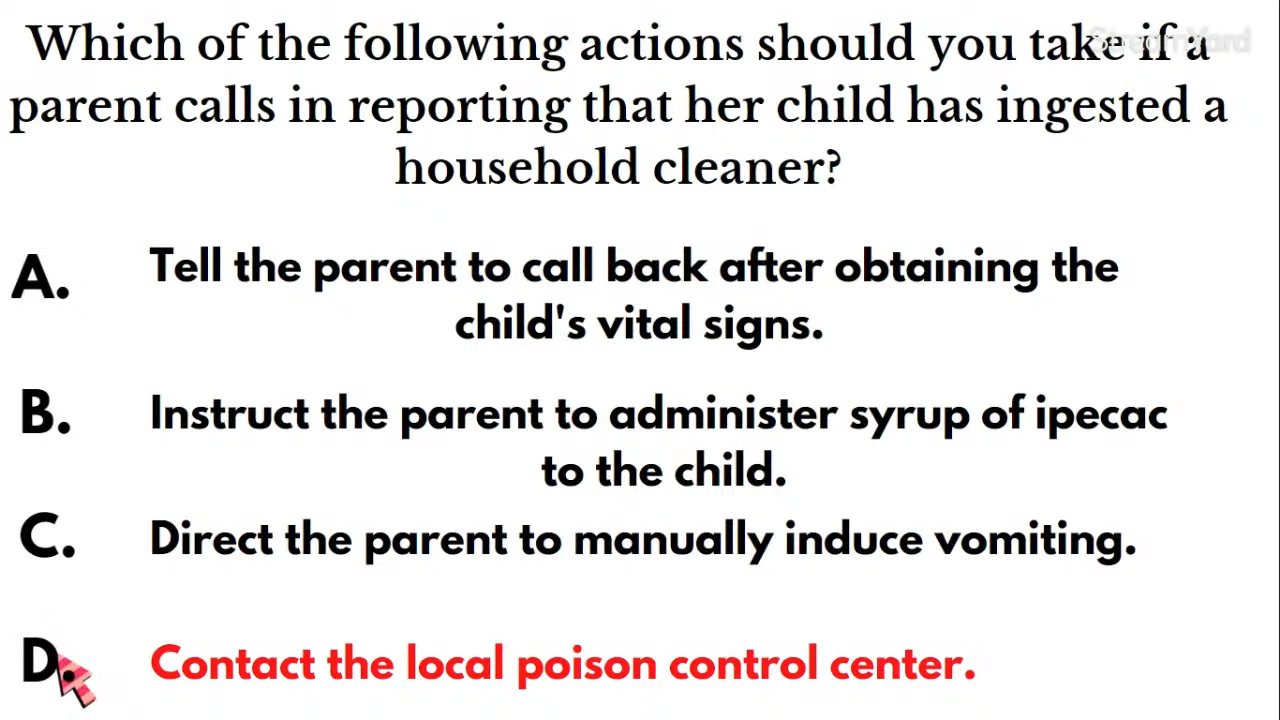 Which of the following actions should you take if a
parent calls in reporting that her child has ingested a
household cleaner?
StreamYard
A. Tell the parent to call back after obtaining the
child's vital signs.
B. Instruct the parent to administer syrup of ipecac
to the child.
C. Direct the parent to manually induce vomiting.
D. Contact the local poison control center.